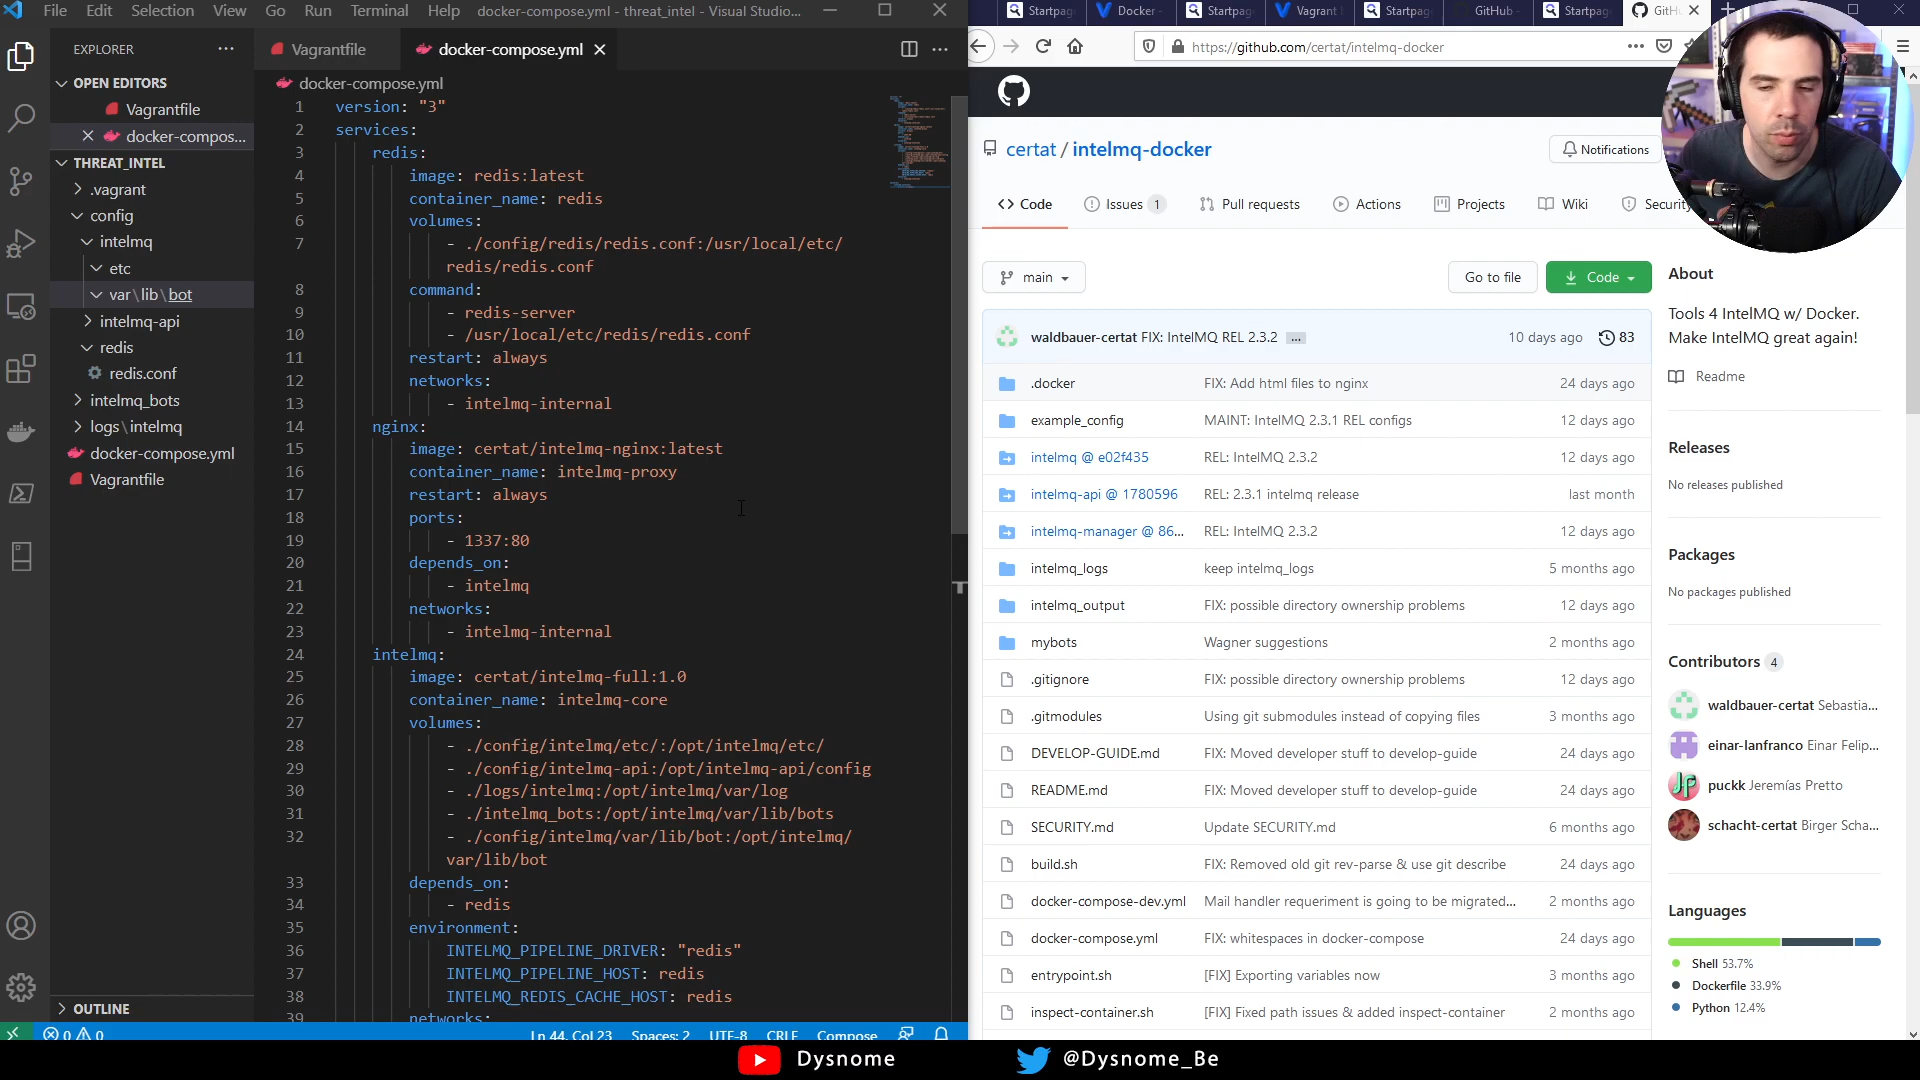 File Edit Selection View Go Run Terminal Help docker-compose.yml - threat_intel - Visual Studio...
EXPLORER
OPEN EDITORS
Vagrantfile
docker-compos...
THREAT_INTEL
.vagrant
config
intelmq
etc
var\lib\bot
intelmq-api
redis
redis.conf
intelmq_bots
logs\intelmq
docker-compose.yml
Vagrantfile
OUTLINE
Vagrantfile docker-compose.yml
docker-compose.yml
1 version: "3"
2 services:
3 redis:
4 image: redis:latest
5 container_name: redis
6 volumes:
7 - ./config/redis/redis.conf:/usr/local/etc/
redis/redis.conf
8 command:
9 - redis-server
10 - /usr/local/etc/redis/redis.conf
11 restart: always
12 networks:
13 - intelmq-internal
14 nginx:
15 image: certat/intelmq-nginx:latest
16 container_name: intelmq-proxy
17 restart: always
18 ports:
19 - 1337:80
20 depends_on:
21 - intelmq
22 networks:
23 - intelmq-internal
24 intelmq:
25 image: certat/intelmq-full:1.0
26 container_name: intelmq-core
27 volumes:
28 - ./config/intelmq/etc/:/opt/intelmq/etc/
29 - ./config/intelmq-api:/opt/intelmq-api/config
30 - ./logs/intelmq:/opt/intelmq/var/log
31 - ./intelmq_bots:/opt/intelmq/var/lib/bots
32 - ./config/intelmq/var/lib/bot:/opt/intelmq/
var/lib/bot
33 depends_on:
34 - redis
35 environment:
36 INTELMQ_PIPELINE_DRIVER: "redis"
37 INTELMQ_PIPELINE_HOST: redis
38 INTELMQ_REDIS_CACHE_HOST: redis
39 networks:
0 0 Ln 44, Col 23 Spaces: 2 UTF-8 CRLF Compose
Startpag Docker Startpag Vagrant Startpag GitHub Startpag GitH
https://github.com/certat/intelmq-docker
certat / intelmq-docker
Notifications
Code Issues 1 Pull requests Actions Projects Wiki Security
main Go to file Code
waldbauer-certat FIX: IntelMQ REL 2.3.2 ... 10 days ago 83
.docker FIX: Add html files to nginx 24 days ago
example_config MAINT: IntelMQ 2.3.1 REL configs 12 days ago
intelmq @ e02f435 REL: IntelMQ 2.3.2 12 days ago
intelmq-api @ 1780596 REL: 2.3.1 intelmq release last month
intelmq-manager @ 86... REL: IntelMQ 2.3.2 12 days ago
intelmq_logs keep intelmq_logs 5 months ago
intelmq_output FIX: possible directory ownership problems 12 days ago
mybots Wagner suggestions 2 months ago
.gitignore FIX: possible directory ownership problems 12 days ago
.gitmodules Using git submodules instead of copying files 3 months ago
DEVELOP-GUIDE.md FIX: Moved developer stuff to develop-guide 24 days ago
README.md FIX: Moved developer stuff to develop-guide 24 days ago
SECURITY.md Update SECURITY.md 6 months ago
build.sh FIX: Removed old git rev-parse & use git describe 24 days ago
docker-compose-dev.yml Mail handler requeriment is going to be migrated... 2 months ago
docker-compose.yml FIX: whitespaces in docker-compose 24 days ago
entrypoint.sh [FIX] Exporting variables now 3 months ago
inspect-container.sh [FIX] Fixed path issues & added inspect-container 2 months ago
About
Tools 4 IntelMQ w/ Docker.
Make IntelMQ great again!
Readme
Releases
No releases published
Packages
No packages published
Contributors 4
waldbauer-certat Sebastia...
einar-lanfranco Einar Felip...
puckk Jeremías Pretto
schacht-certat Birger Scha...
Languages
Shell 53.7%
Dockerfile 33.9%
Python 12.4%
Dysnome @Dysnome_Be